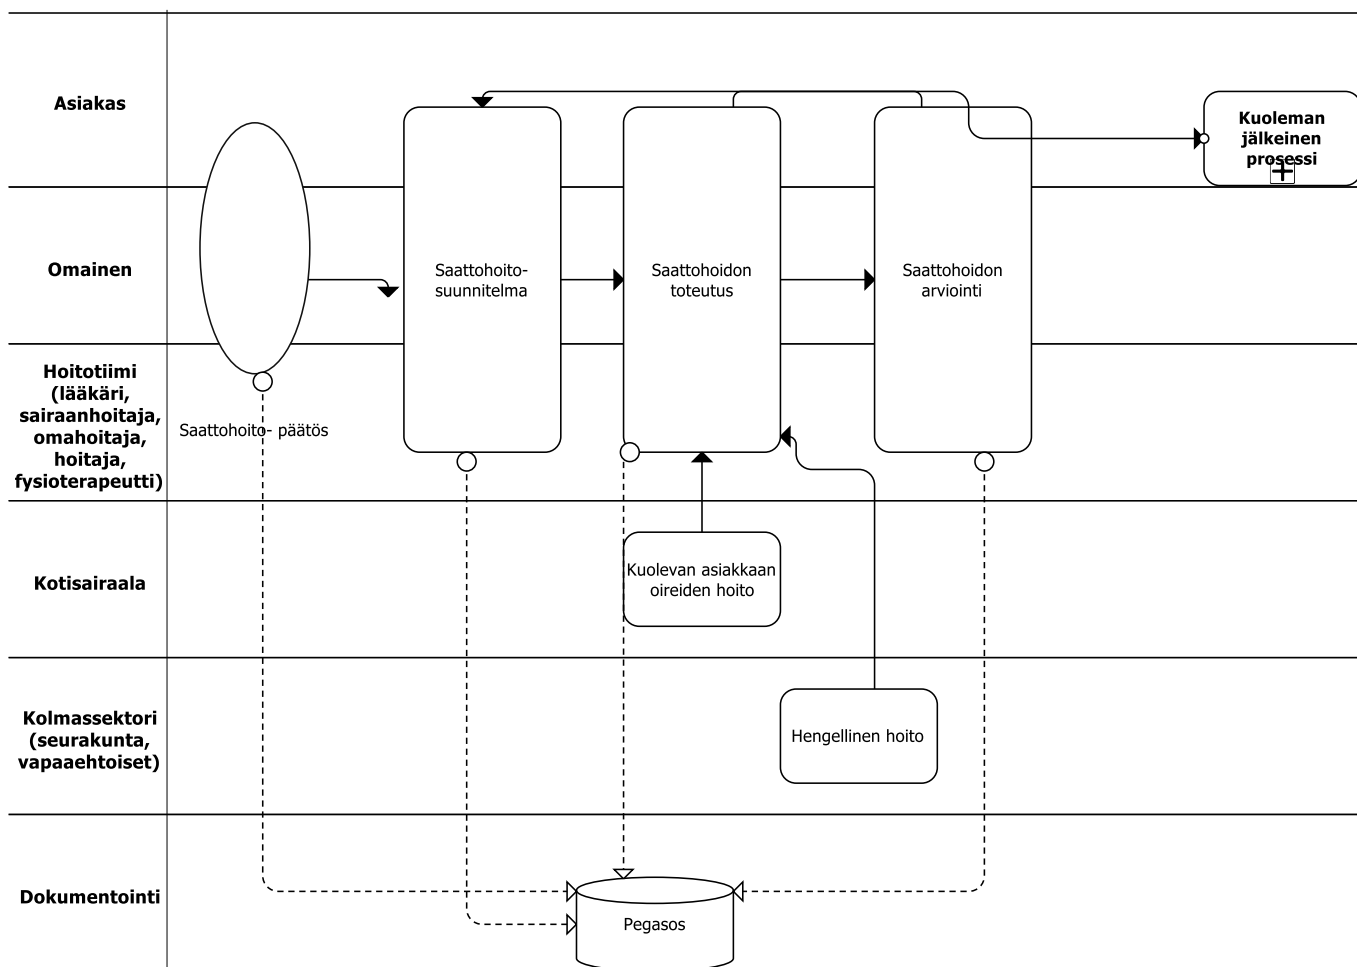 Asiakas
Kuoleman
jälkeinen
prosessi
Omainen
Saattohoito-
suunnitelma
Saattohoidon
toteutus
Saattohoidon
arviointi
Hoitotiimi
(lääkäri,
sairaanhoitaja,
omahoitaja,
hoitaja,
fysioterapeutti)
Saattohoito- päätös
Kotisairaala
Kuolevan asiakkaan
oireiden hoito
Kolmassektori
(seurakunta,
vapaaehtoiset)
Hengellinen hoito
Dokumentointi
Pegasos